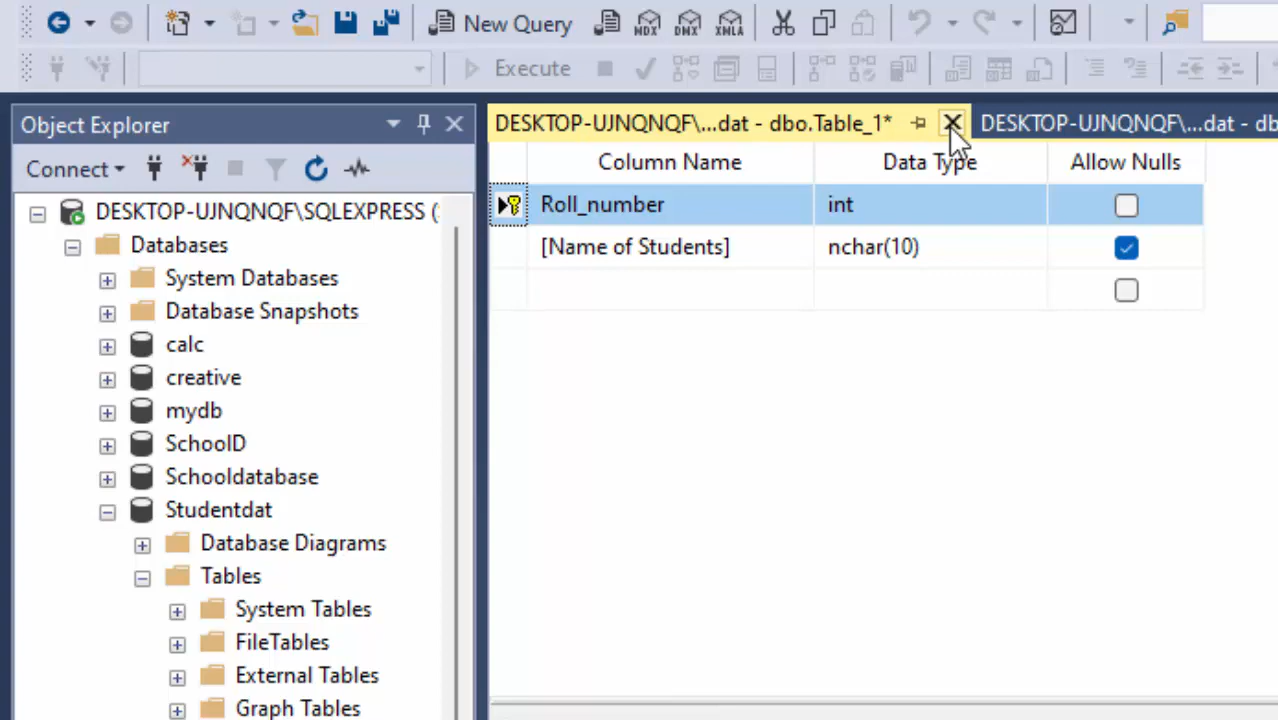 New Query
MDX DMX XMLA
Execute
Object Explorer
Connect
DESKTOP-UJNQNQF\SQLEXPRESS (
Databases
System Databases
Database Snapshots
calc
creative
mydb
SchoolD
Schooldatabase
Studentdat
Database Diagrams
Tables
System Tables
FileTables
External Tables
Graph Tables
DESKTOP-UJNQNQF\...dat - dbo.Table_1*
DESKTOP-UJNQNQF\...dat - db
Column Name Data Type Allow Nulls
Roll_number int
[Name of Students] nchar(10)